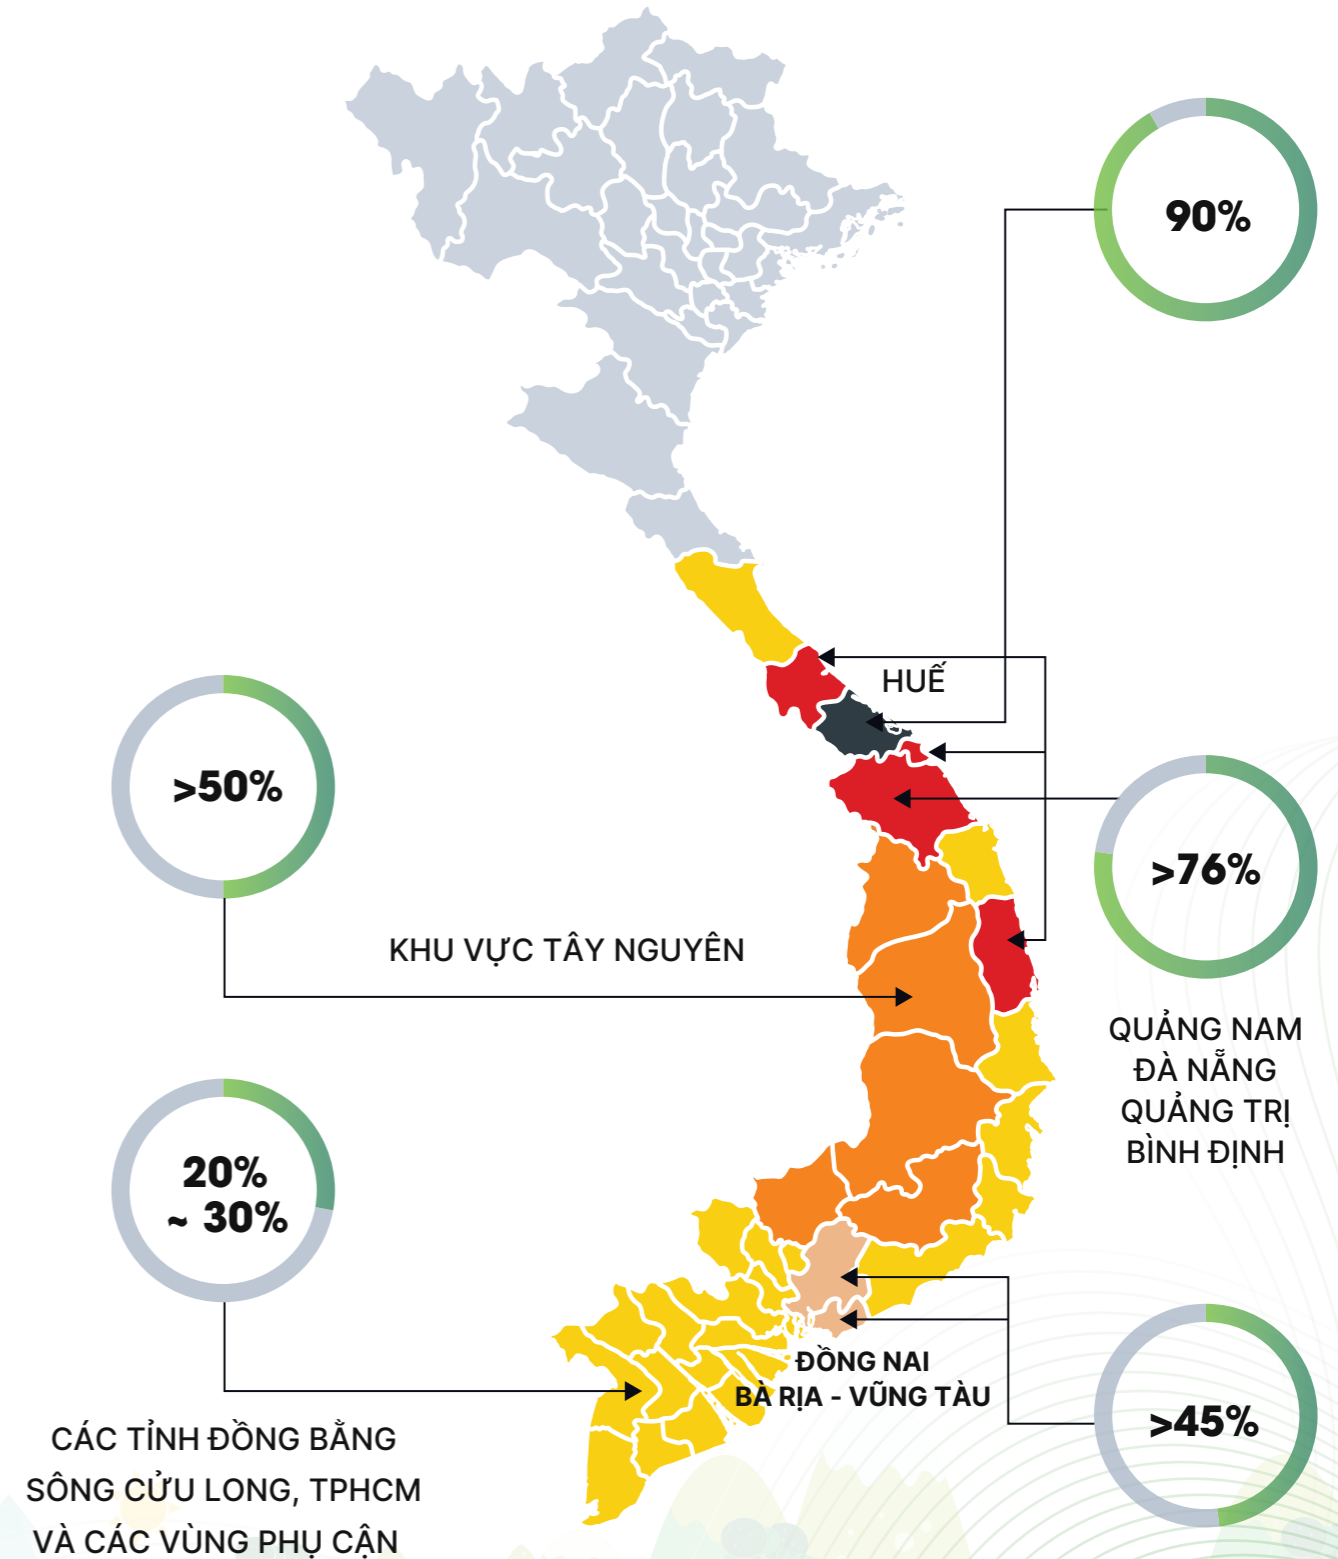 90%
HUẾ
>50%
>76%
KHU VỰC TÂY NGUYÊN
QUẢNG NAM
ĐÀ NẴNG
QUẢNG TRỊ
BÌNH ĐỊNH
20%
~ 30%
ĐỒNG NAI
BÀ RỊA - VŨNG TÀU
>45%
CÁC TỈNH ĐỒNG BẰNG
SÔNG CỬU LONG, TPHCM
VÀ CÁC VÙNG PHỤ CẬN